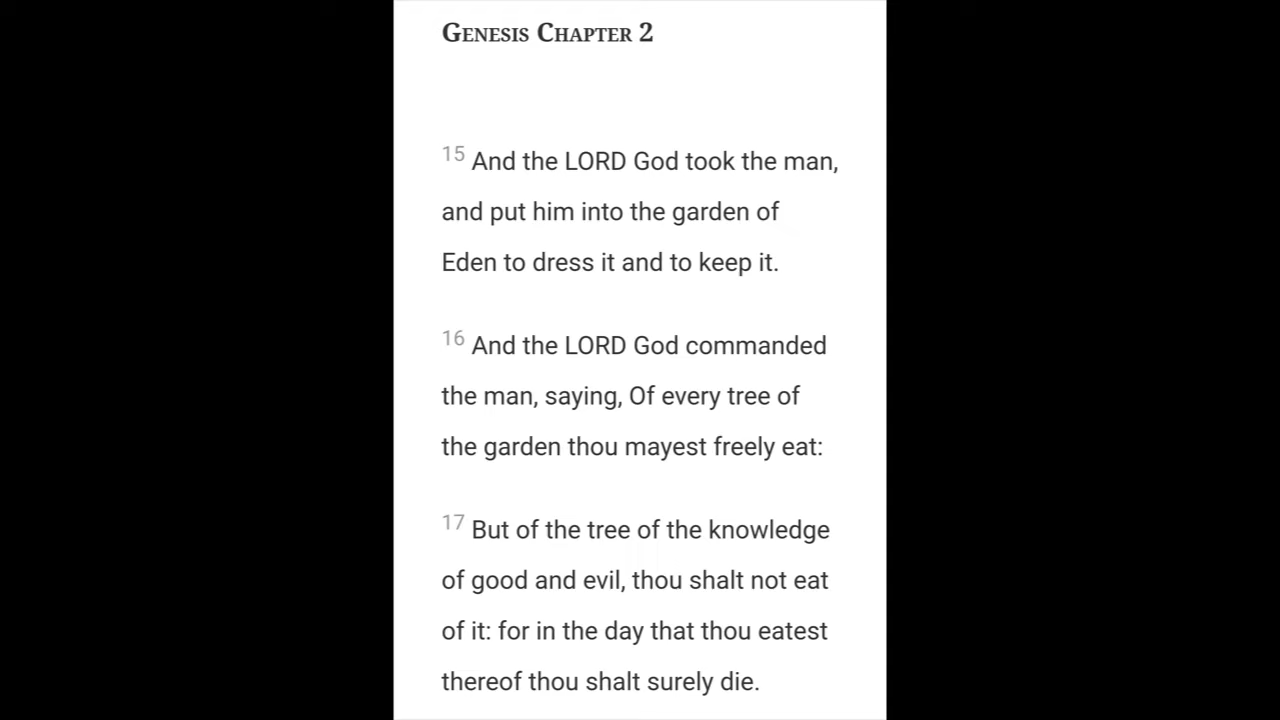 Genesis Chapter 2
15 And the LORD God took the man,
and put him into the garden of
Eden to dress it and to keep it.
16 And the LORD God commanded
the man, saying, Of every tree of
the garden thou mayest freely eat:
17 But of the tree of the knowledge
of good and evil, thou shalt not eat
of it: for in the day that thou eatest
thereof thou shalt surely die.